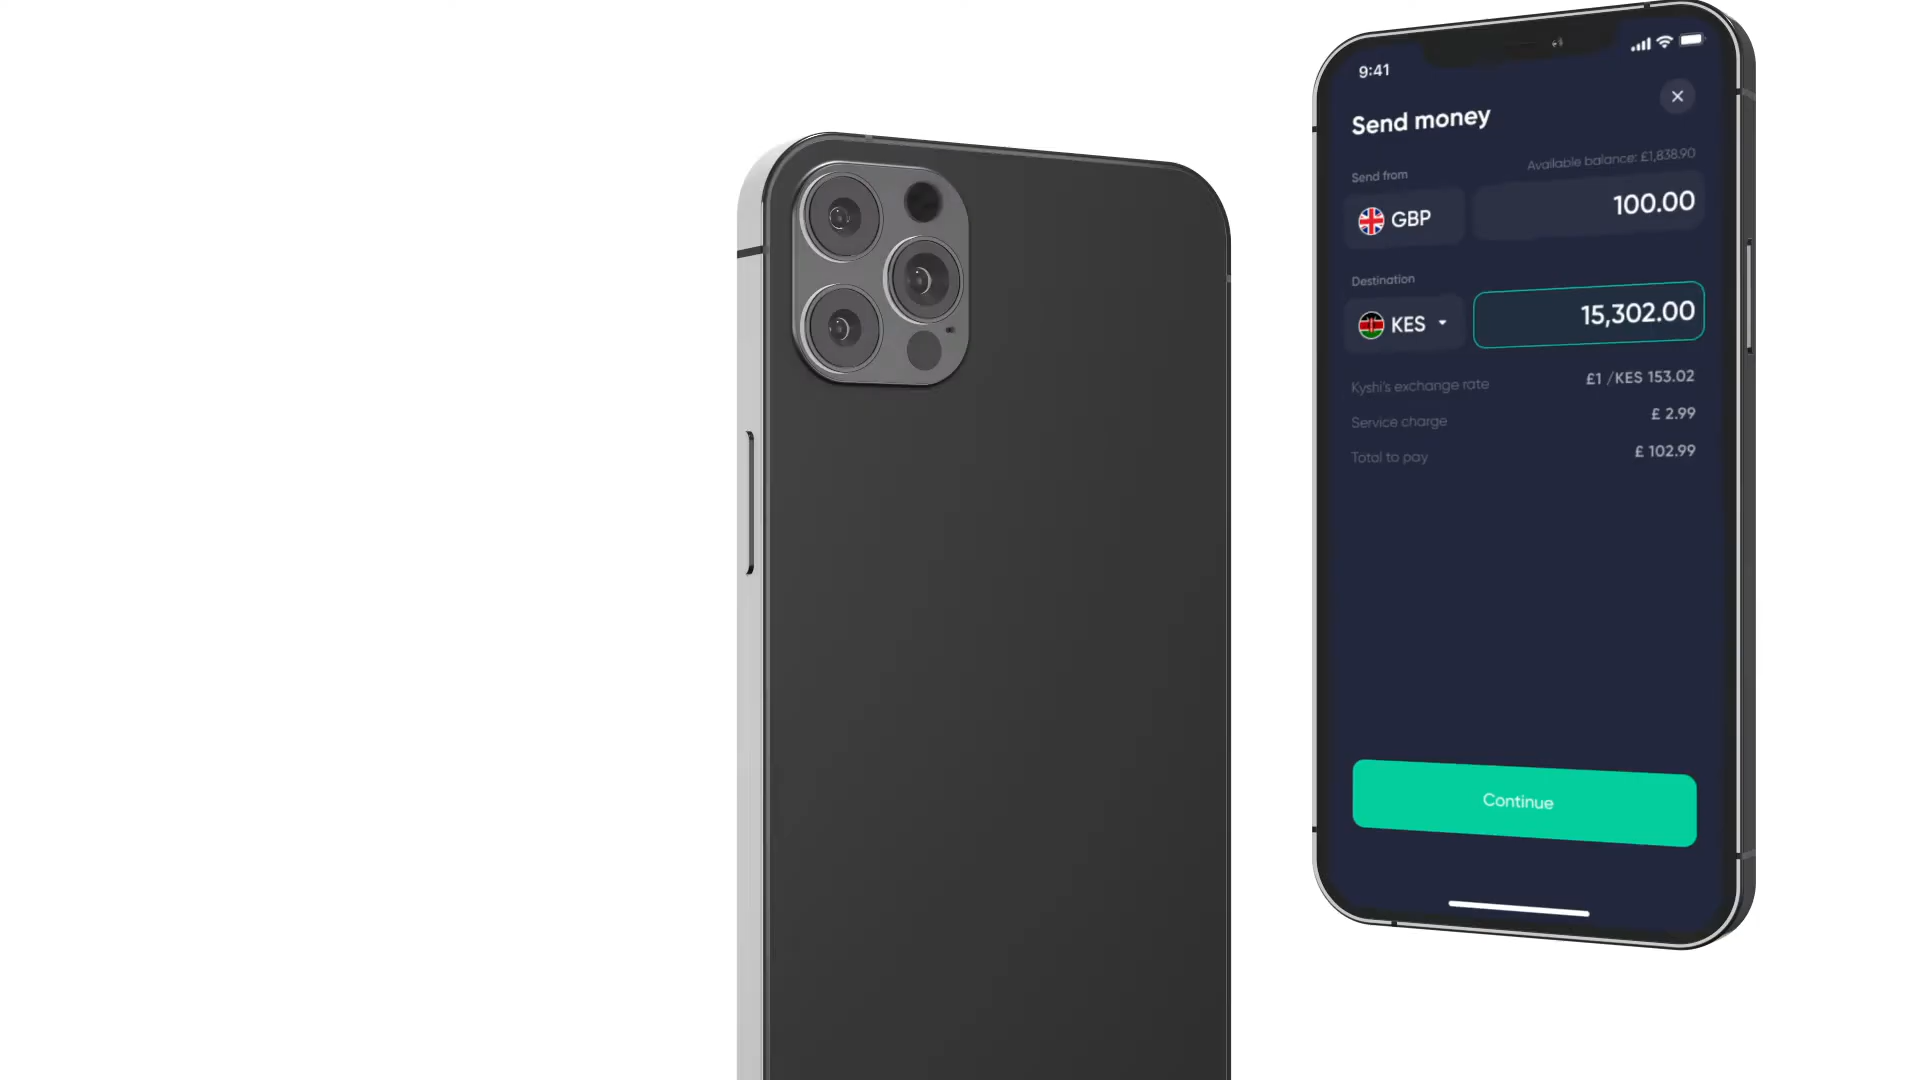 9:41
Send money
Available balance: £1,838.90
Send from
GBP
100.00
Destination
KES
15,302.00
Kyshi's exchange rate
£1 /KES 153.02
Service charge
£ 2.99
Total to pay
£ 102.99
Continue